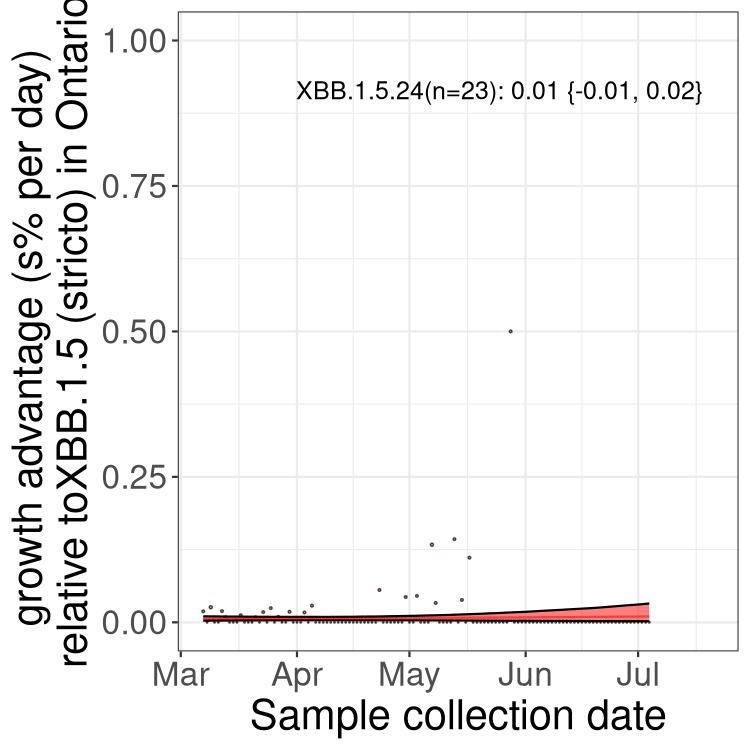 growth advantage (s% per day)
relative toXBB.1.5 (stricto) in Ontario
1.00
0.75
0.50
0.25
0.00
XBB.1.5.24(n=23): 0.01 {-0.01, 0.02}
Mar Apr May Jun Jul
Sample collection date